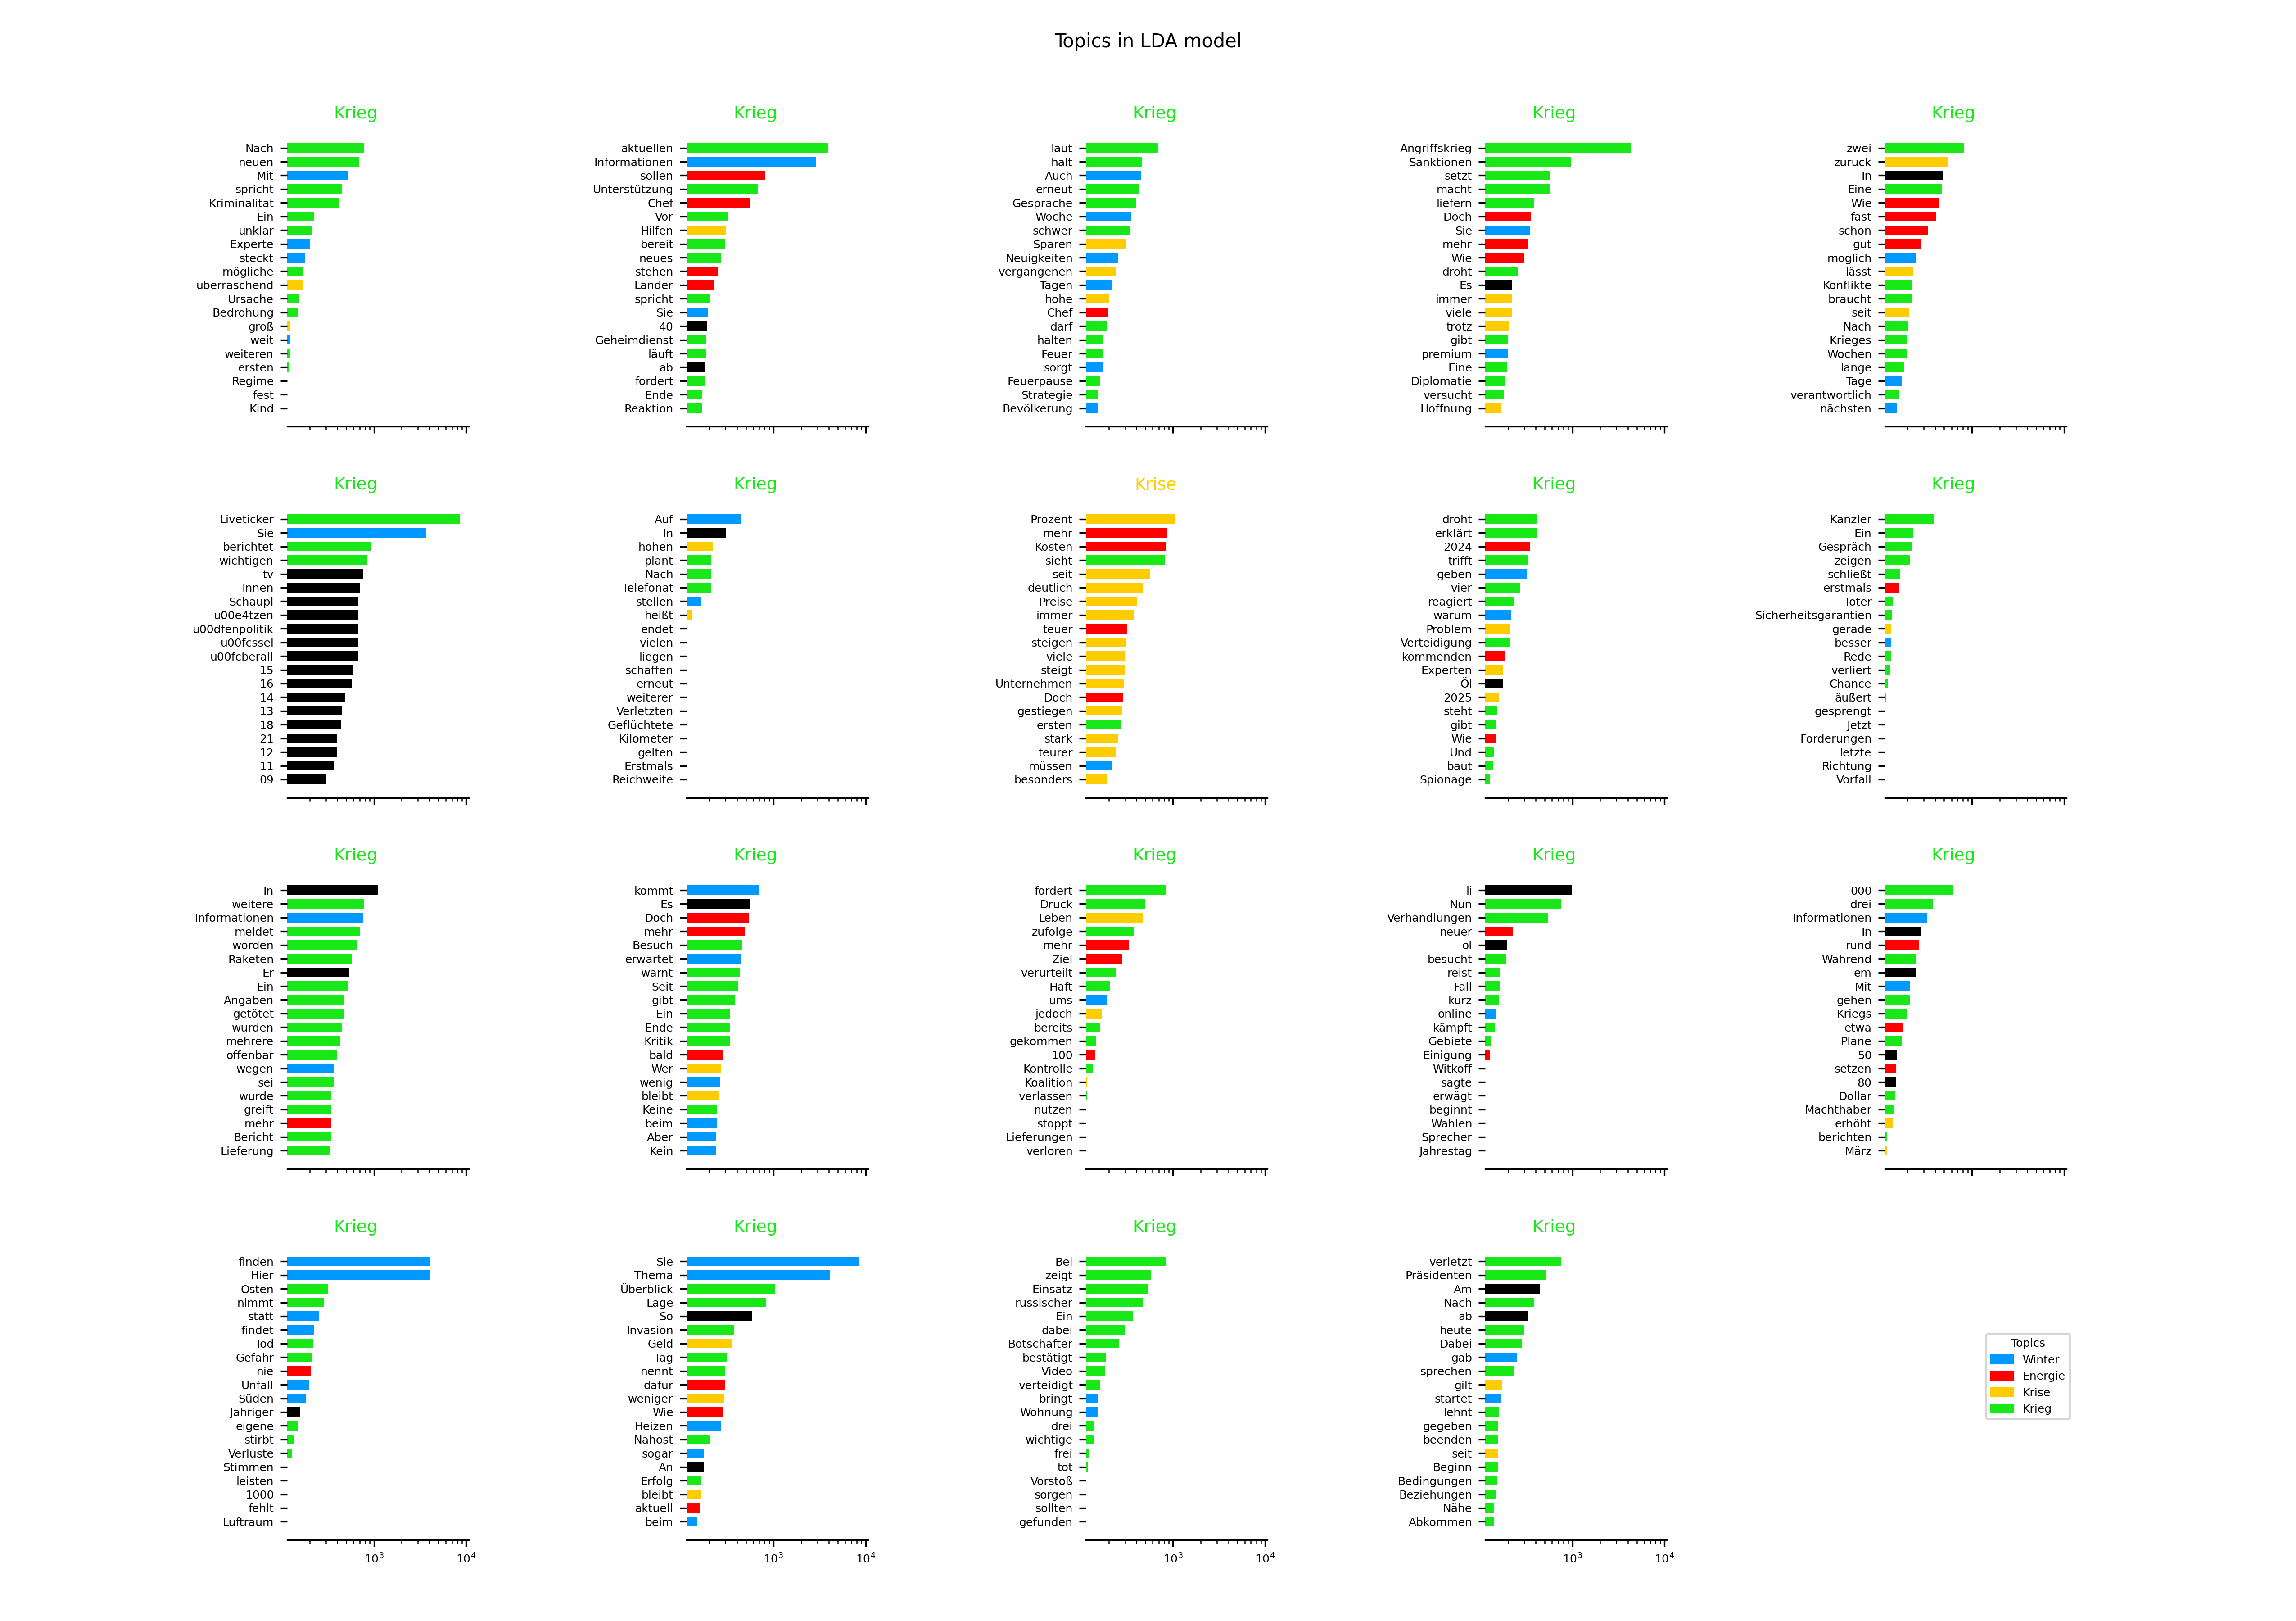 Topics in LDA model
Krieg
Nach
neuen
Mit
spricht
Kriminalität
Ein
unklar
Experte
steckt
mögliche
überraschend
Ursache
Bedrohung
groß
weit
weiteren
ersten
Regime
fest
Kind
Krieg
aktuellen
Informationen
sollen
Unterstützung
Chef
Vor
Hilfen
bereit
neues
stehen
Länder
spricht
Sie
40
Geheimdienst
läuft
ab
fordert
Ende
Reaktion
Krieg
laut
hält
Auch
erneut
Gespräche
Woche
schwer
Sparen
Neuigkeiten
vergangenen
Tagen
hohe
Chef
darf
halten
Feuer
sorgt
Feuerpause
Strategie
Bevölkerung
Krieg
Angriffskrieg
Sanktionen
setzt
macht
liefern
Doch
Sie
mehr
Wie
droht
Es
immer
viele
trotz
gibt
premium
Eine
Diplomatie
versucht
Hoffnung
Krieg
zwei
zurück
In
Eine
Wie
fast
schon
gut
möglich
lässt
Konflikte
braucht
seit
Nach
Krieges
Wochen
lange
Tage
verantwortlich
nächsten
Krieg
Liveticker
Sie
berichtet
wichtigen
tv
Innen
Schaupl
u00e4tzen
u00dfenpolitik
u00fcssel
u00fcberall
15
16
14
13
18
21
12
11
09
Krieg
Auf
In
hohen
plant
Nach
Telefonat
stellen
heißt
endet
vielen
liegen
schaffen
erneut
weiterer
Verletzten
Geflüchtete
Kilometer
gelten
Erstmals
Reichweite
Krise
Prozent
mehr
Kosten
sieht
seit
deutlich
Preise
immer
teuer
steigen
viele
steigt
Unternehmen
Doch
gestiegen
ersten
stark
teurer
müssen
besonders
Krieg
droht
erklärt
2024
trifft
geben
vier
reagiert
warum
Problem
Verteidigung
kommenden
Experten
Öl
2025
steht
gibt
Wie
Und
baut
Spionage
Krieg
Kanzler
Ein
Gespräch
zeigen
schließt
erstmals
Toter
Sicherheitsgarantien
gerade
besser
Rede
verliert
Chance
äußert
gesprengt
Jetzt
Forderungen
letzte
Richtung
Vorfall
Krieg
In
weitere
Informationen
meldet
worden
Raketen
Er
Ein
Angaben
getötet
wurden
mehrere
offenbar
wegen
sei
wurde
greift
mehr
Bericht
Lieferung
Krieg
kommt
Es
Doch
mehr
Besuch
erwartet
warnt
Seit
gibt
Ein
Ende
Kritik
bald
Wer
wenig
bleibt
Keine
beim
Aber
Kein
Krieg
fordert
Druck
Leben
zufolge
mehr
Ziel
verurteilt
Haft
ums
jedoch
bereits
gekommen
100
Kontrolle
Koalition
verlassen
nutzen
stoppt
Lieferungen
verloren
Krieg
li
Nun
Verhandlungen
neuer
ol
besucht
reist
Fall
kurz
online
kämpft
Gebiete
Einigung
Witkoff
sagte
erwägt
beginnt
Wahlen
Sprecher
Jahrestag
Krieg
000
drei
Informationen
In
rund
Während
em
Mit
gehen
Kriegs
etwa
Pläne
50
setzen
80
Dollar
Machthaber
erhöht
berichten
März
Krieg
finden
Hier
Osten
nimmt
statt
findet
Tod
Gefahr
nie
Unfall
Süden
Jähriger
eigene
stirbt
Verluste
Stimmen
leisten
1000
fehlt
Luftraum
10³ 10⁴
Krieg
Sie
Thema
Überblick
Lage
So
Invasion
Geld
Tag
nennt
dafür
weniger
Wie
Heizen
Nahost
sogar
An
Erfolg
bleibt
aktuell
beim
10³ 10⁴
Krieg
Bei
zeigt
Einsatz
russischer
Ein
dabei
Botschafter
bestätigt
Video
verteidigt
bringt
Wohnung
drei
wichtige
frei
tot
Vorstoß
sorgen
sollten
gefunden
10³ 10⁴
Krieg
verletzt
Präsidenten
Am
Nach
ab
heute
Dabei
gab
sprechen
gilt
startet
lehnt
gegeben
beenden
seit
Beginn
Bedingungen
Beziehungen
Nähe
Abkommen
10³ 10⁴
Topics
Winter
Energie
Krise
Krieg